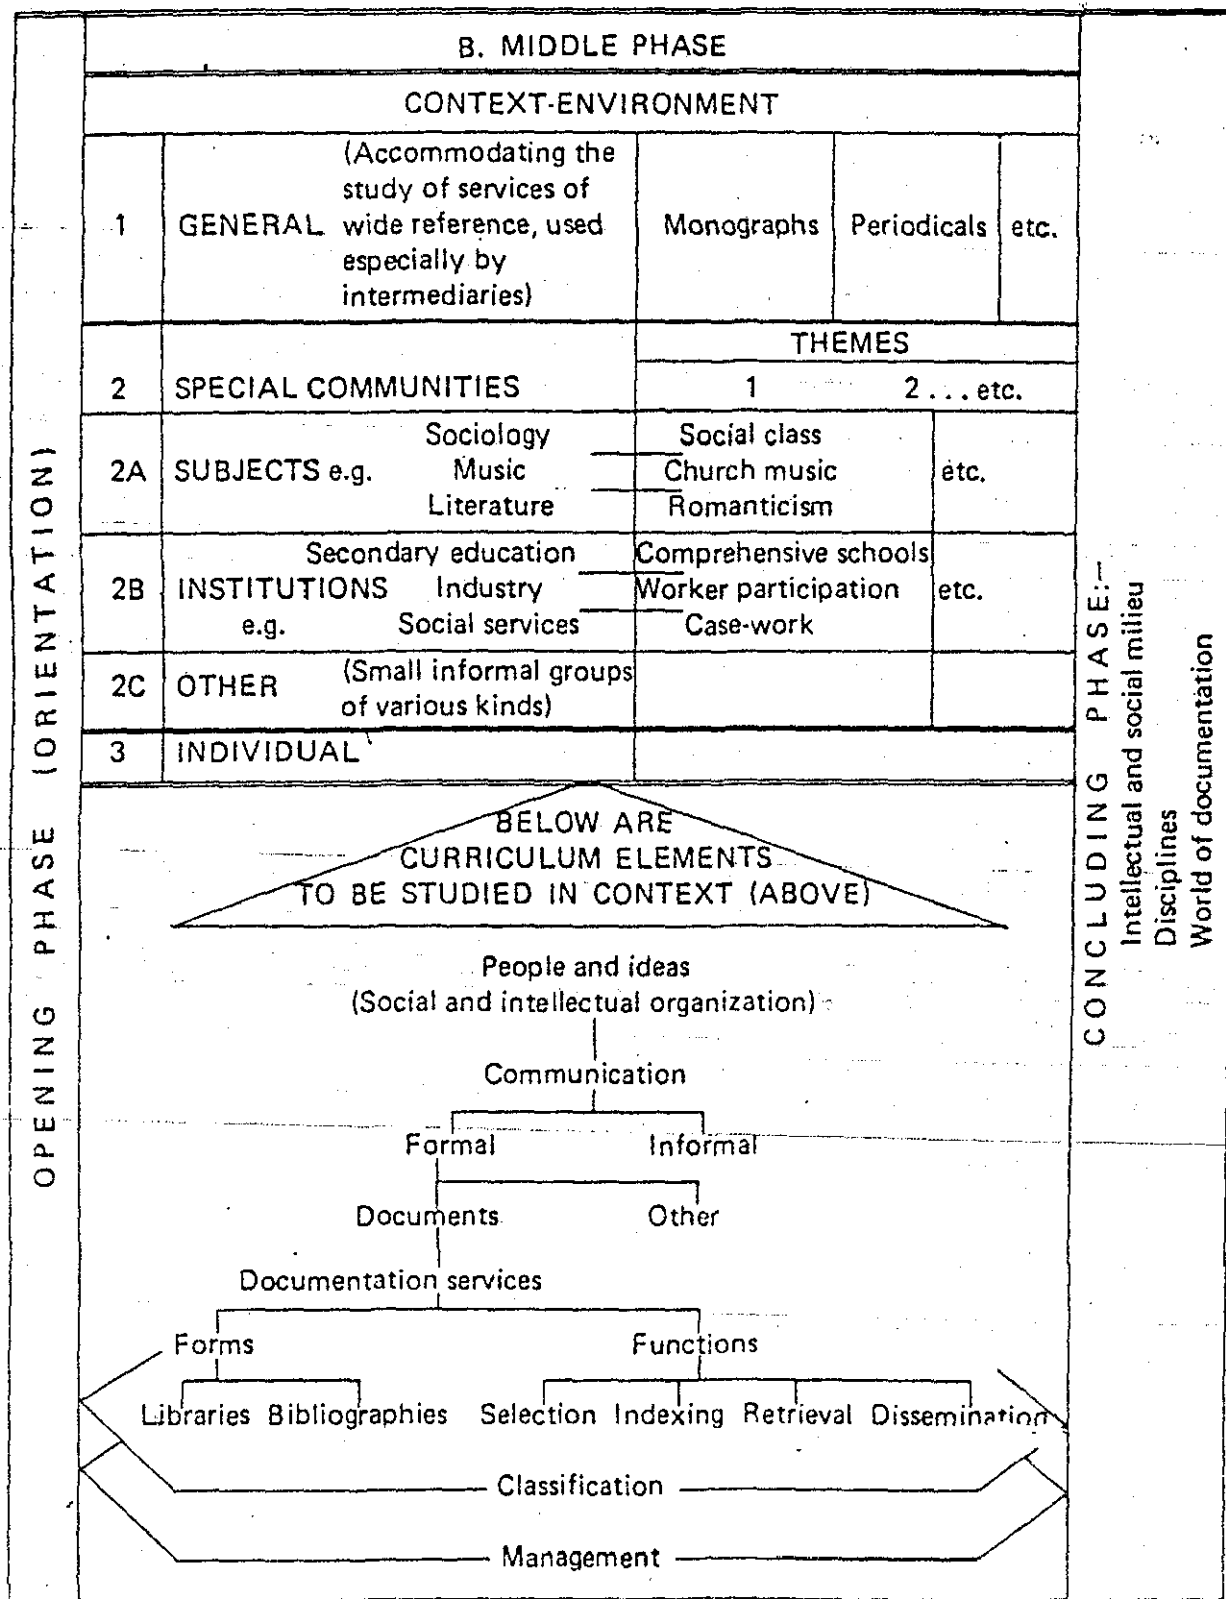 OPENING PHASE (ORIENTATION)
B. MIDDLE PHASE
CONTEXT-ENVIRONMENT
1 GENERAL (Accommodating the
study of services of
wide reference, used
especially by
intermediaries)
Monographs Periodicals etc.
THEMES
2 SPECIAL COMMUNITIES 1 2 ... etc.
2A SUBJECTS e.g.
Sociology Social class
Music Church music
Literature Romanticism
etc.
2B INSTITUTIONS
e.g.
Secondary education Comprehensive schools
Industry Worker participation
Social services Case-work
etc.
2C OTHER (Small informal groups
of various kinds)
3 INDIVIDUAL
BELOW ARE
CURRICULUM ELEMENTS
TO BE STUDIED IN CONTEXT (ABOVE)
People and ideas
(Social and intellectual organization)
Communication
Formal Informal
Documents Other
Documentation services
Forms Functions
Libraries Bibliographies Selection Indexing Retrieval Dissemination
Classification
Management
CONCLUDING PHASE:—
Intellectual and social milieu
Disciplines
World of documentation